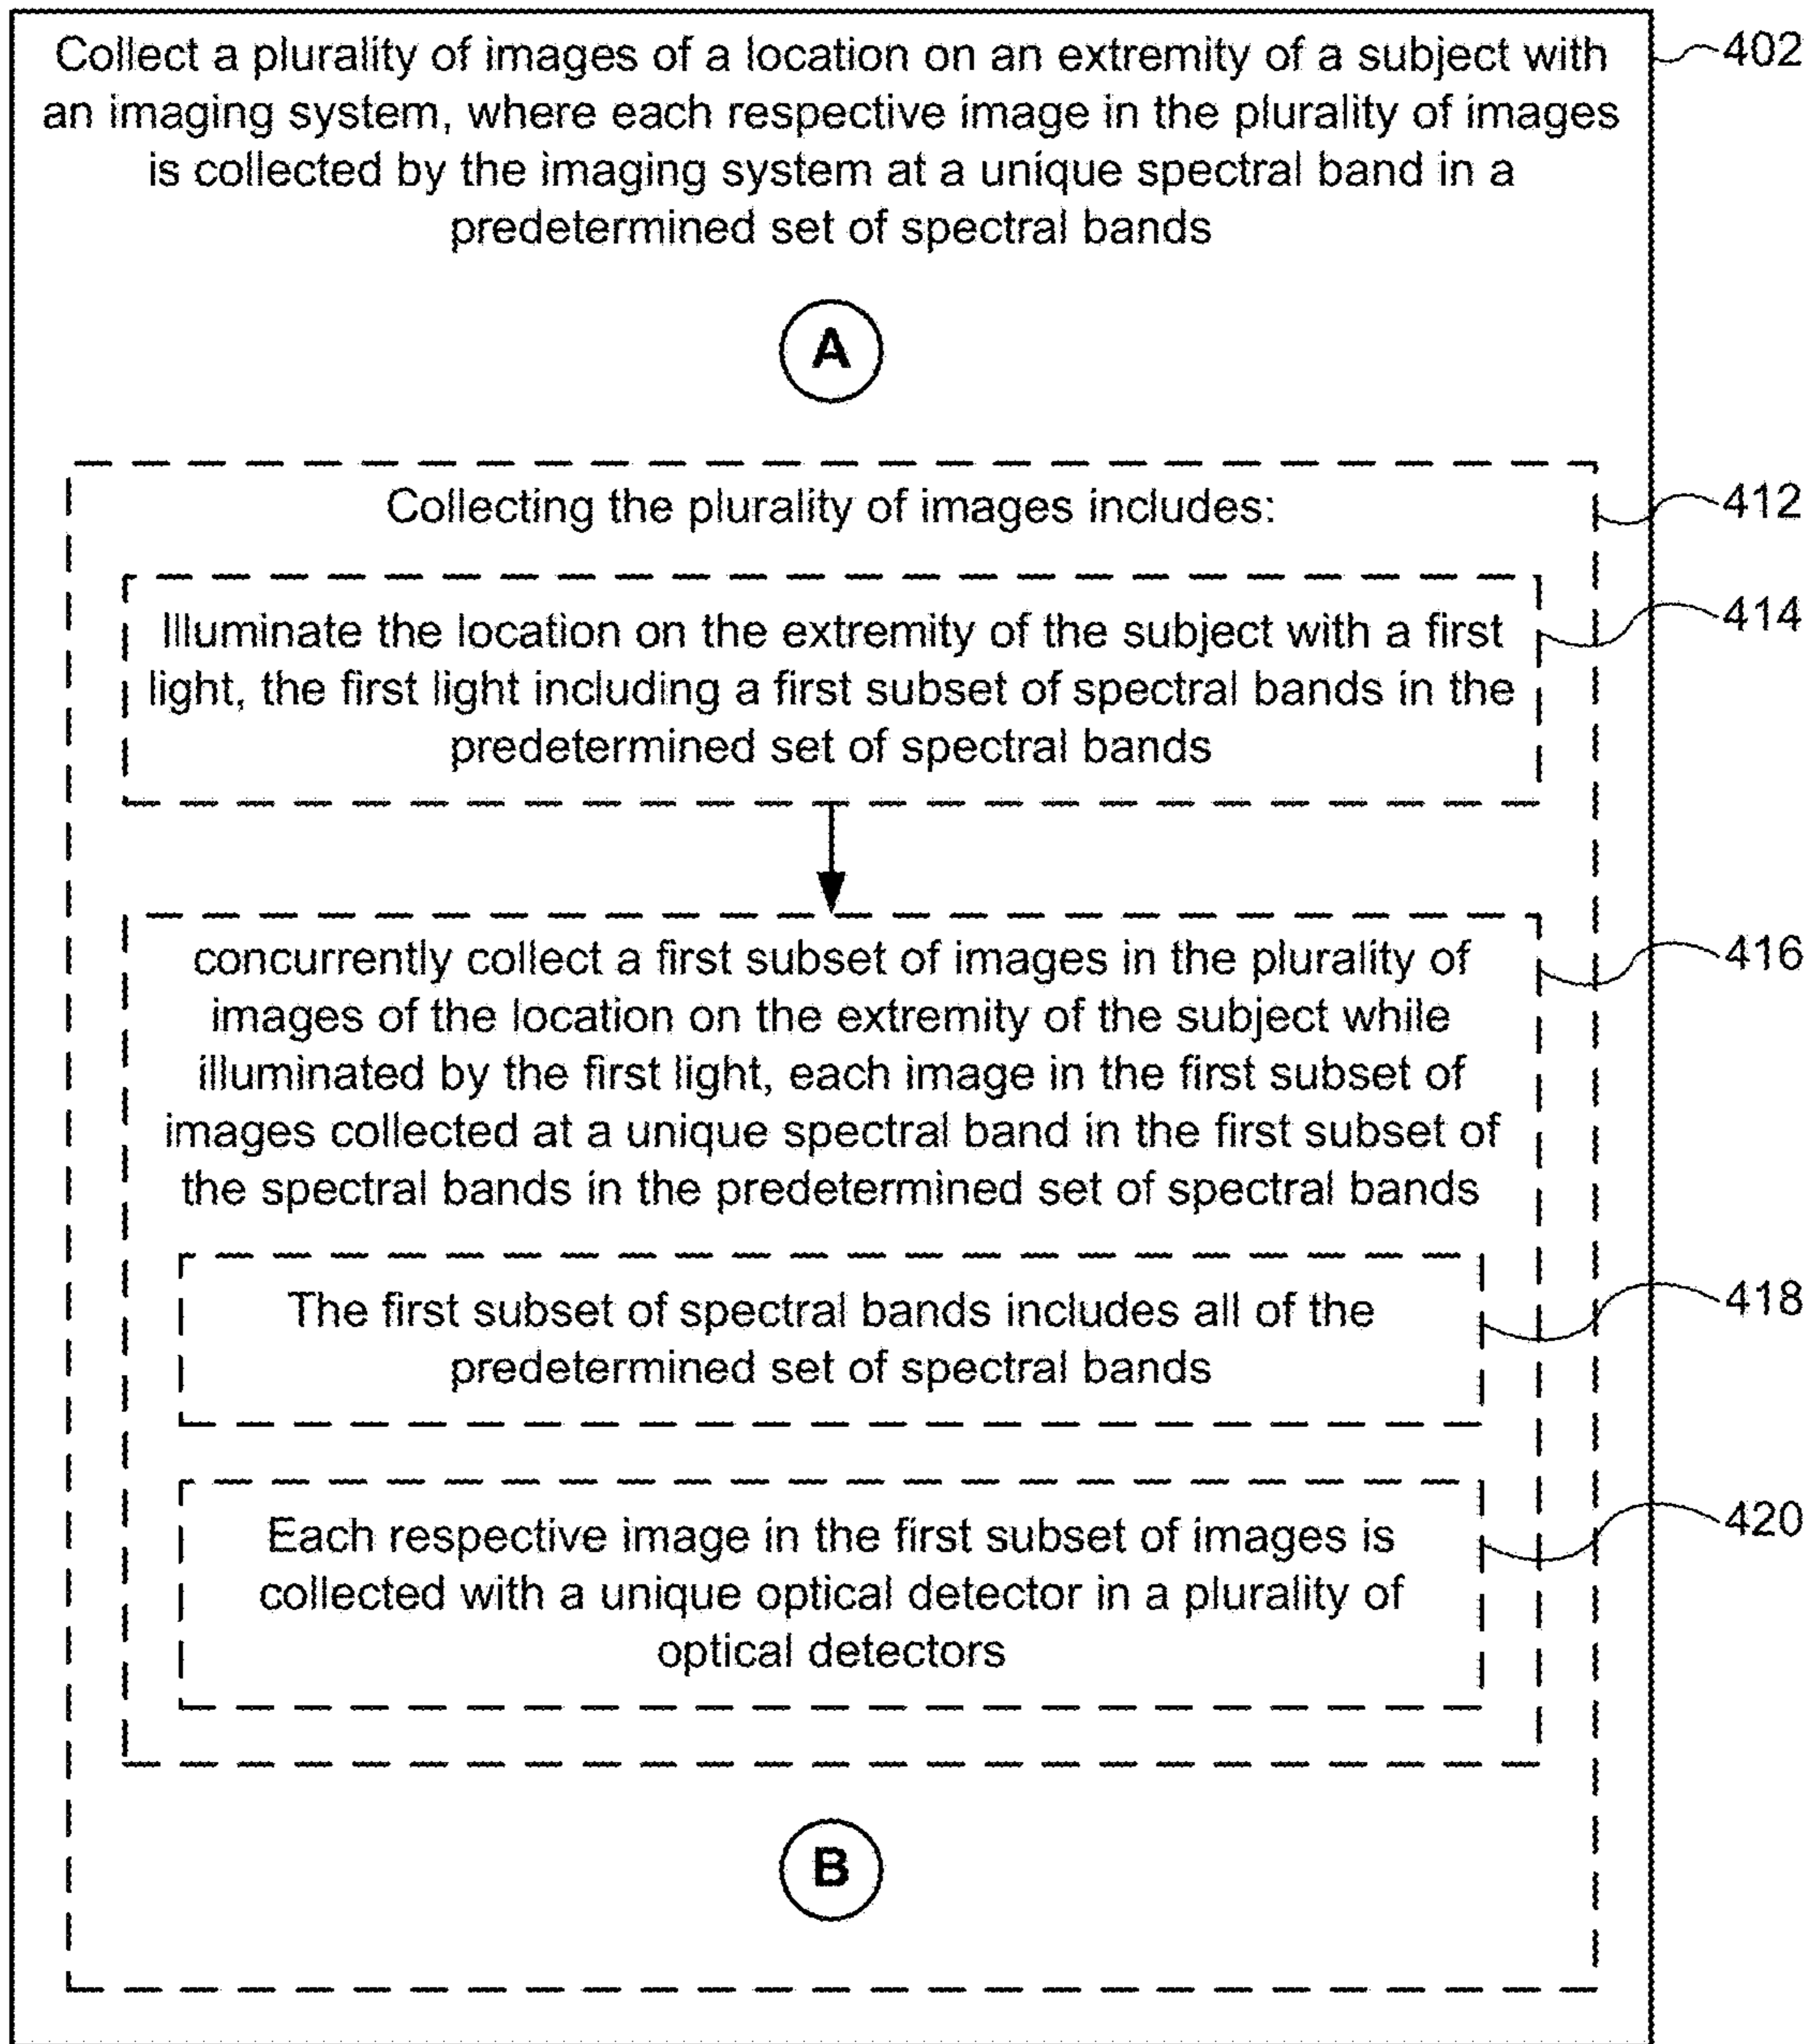 Collect a plurality of images of a location on an extremity of a subject with
an imaging system, where each respective image in the plurality of images
is collected by the imaging system at a unique spectral band in a
predetermined set of spectral bands
402
A
Collecting the plurality of images includes:
412
Illuminate the location on the extremity of the subject with a first
light, the first light including a first subset of spectral bands in the
predetermined set of spectral bands
414
concurrently collect a first subset of images in the plurality of
images of the location on the extremity of the subject while
illuminated by the first light, each image in the first subset of
images collected at a unique spectral band in the first subset of
the spectral bands in the predetermined set of spectral bands
416
The first subset of spectral bands includes all of the
predetermined set of spectral bands
418
Each respective image in the first subset of images is
collected with a unique optical detector in a plurality of
optical detectors
420
B